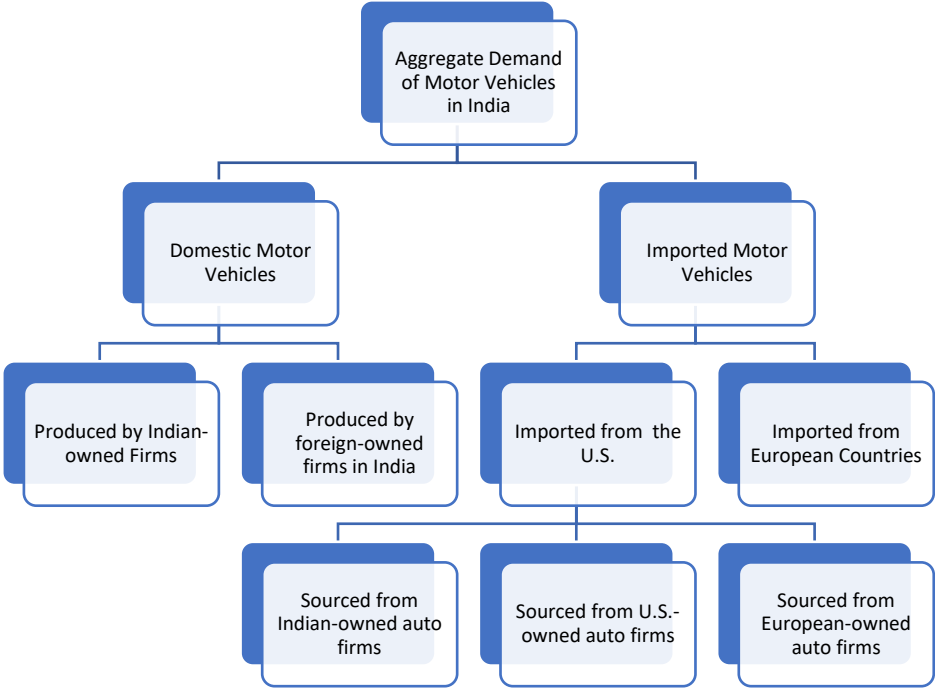 Aggregate Demand
of Motor Vehicles
in India
Domestic Motor
Vehicles
Imported Motor
Vehicles
Produced by Indian-
owned Firms
Produced by
foreign-owned
firms in India
Imported from the
U.S.
Imported from
European Countries
Sourced from
Indian-owned auto
firms
Sourced from U.S.-
owned auto firms
Sourced from
European-owned
auto firms